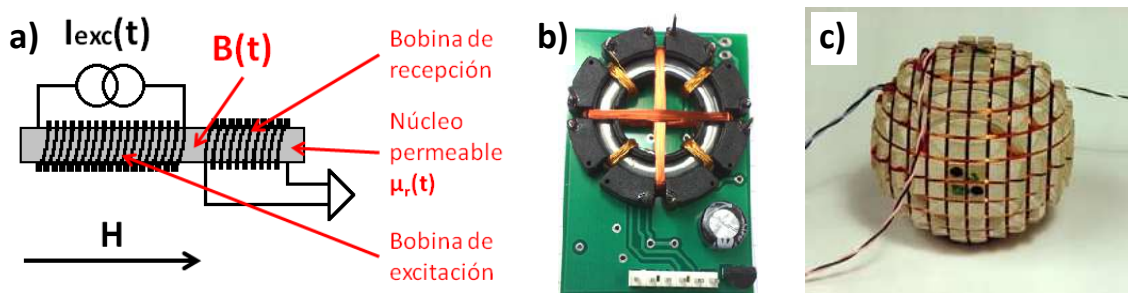 a)
Iexc(t)
B(t)
Bobina de
recepción
Núcleo
permeable
μr(t)
Bobina de
excitación
H
b)
c)